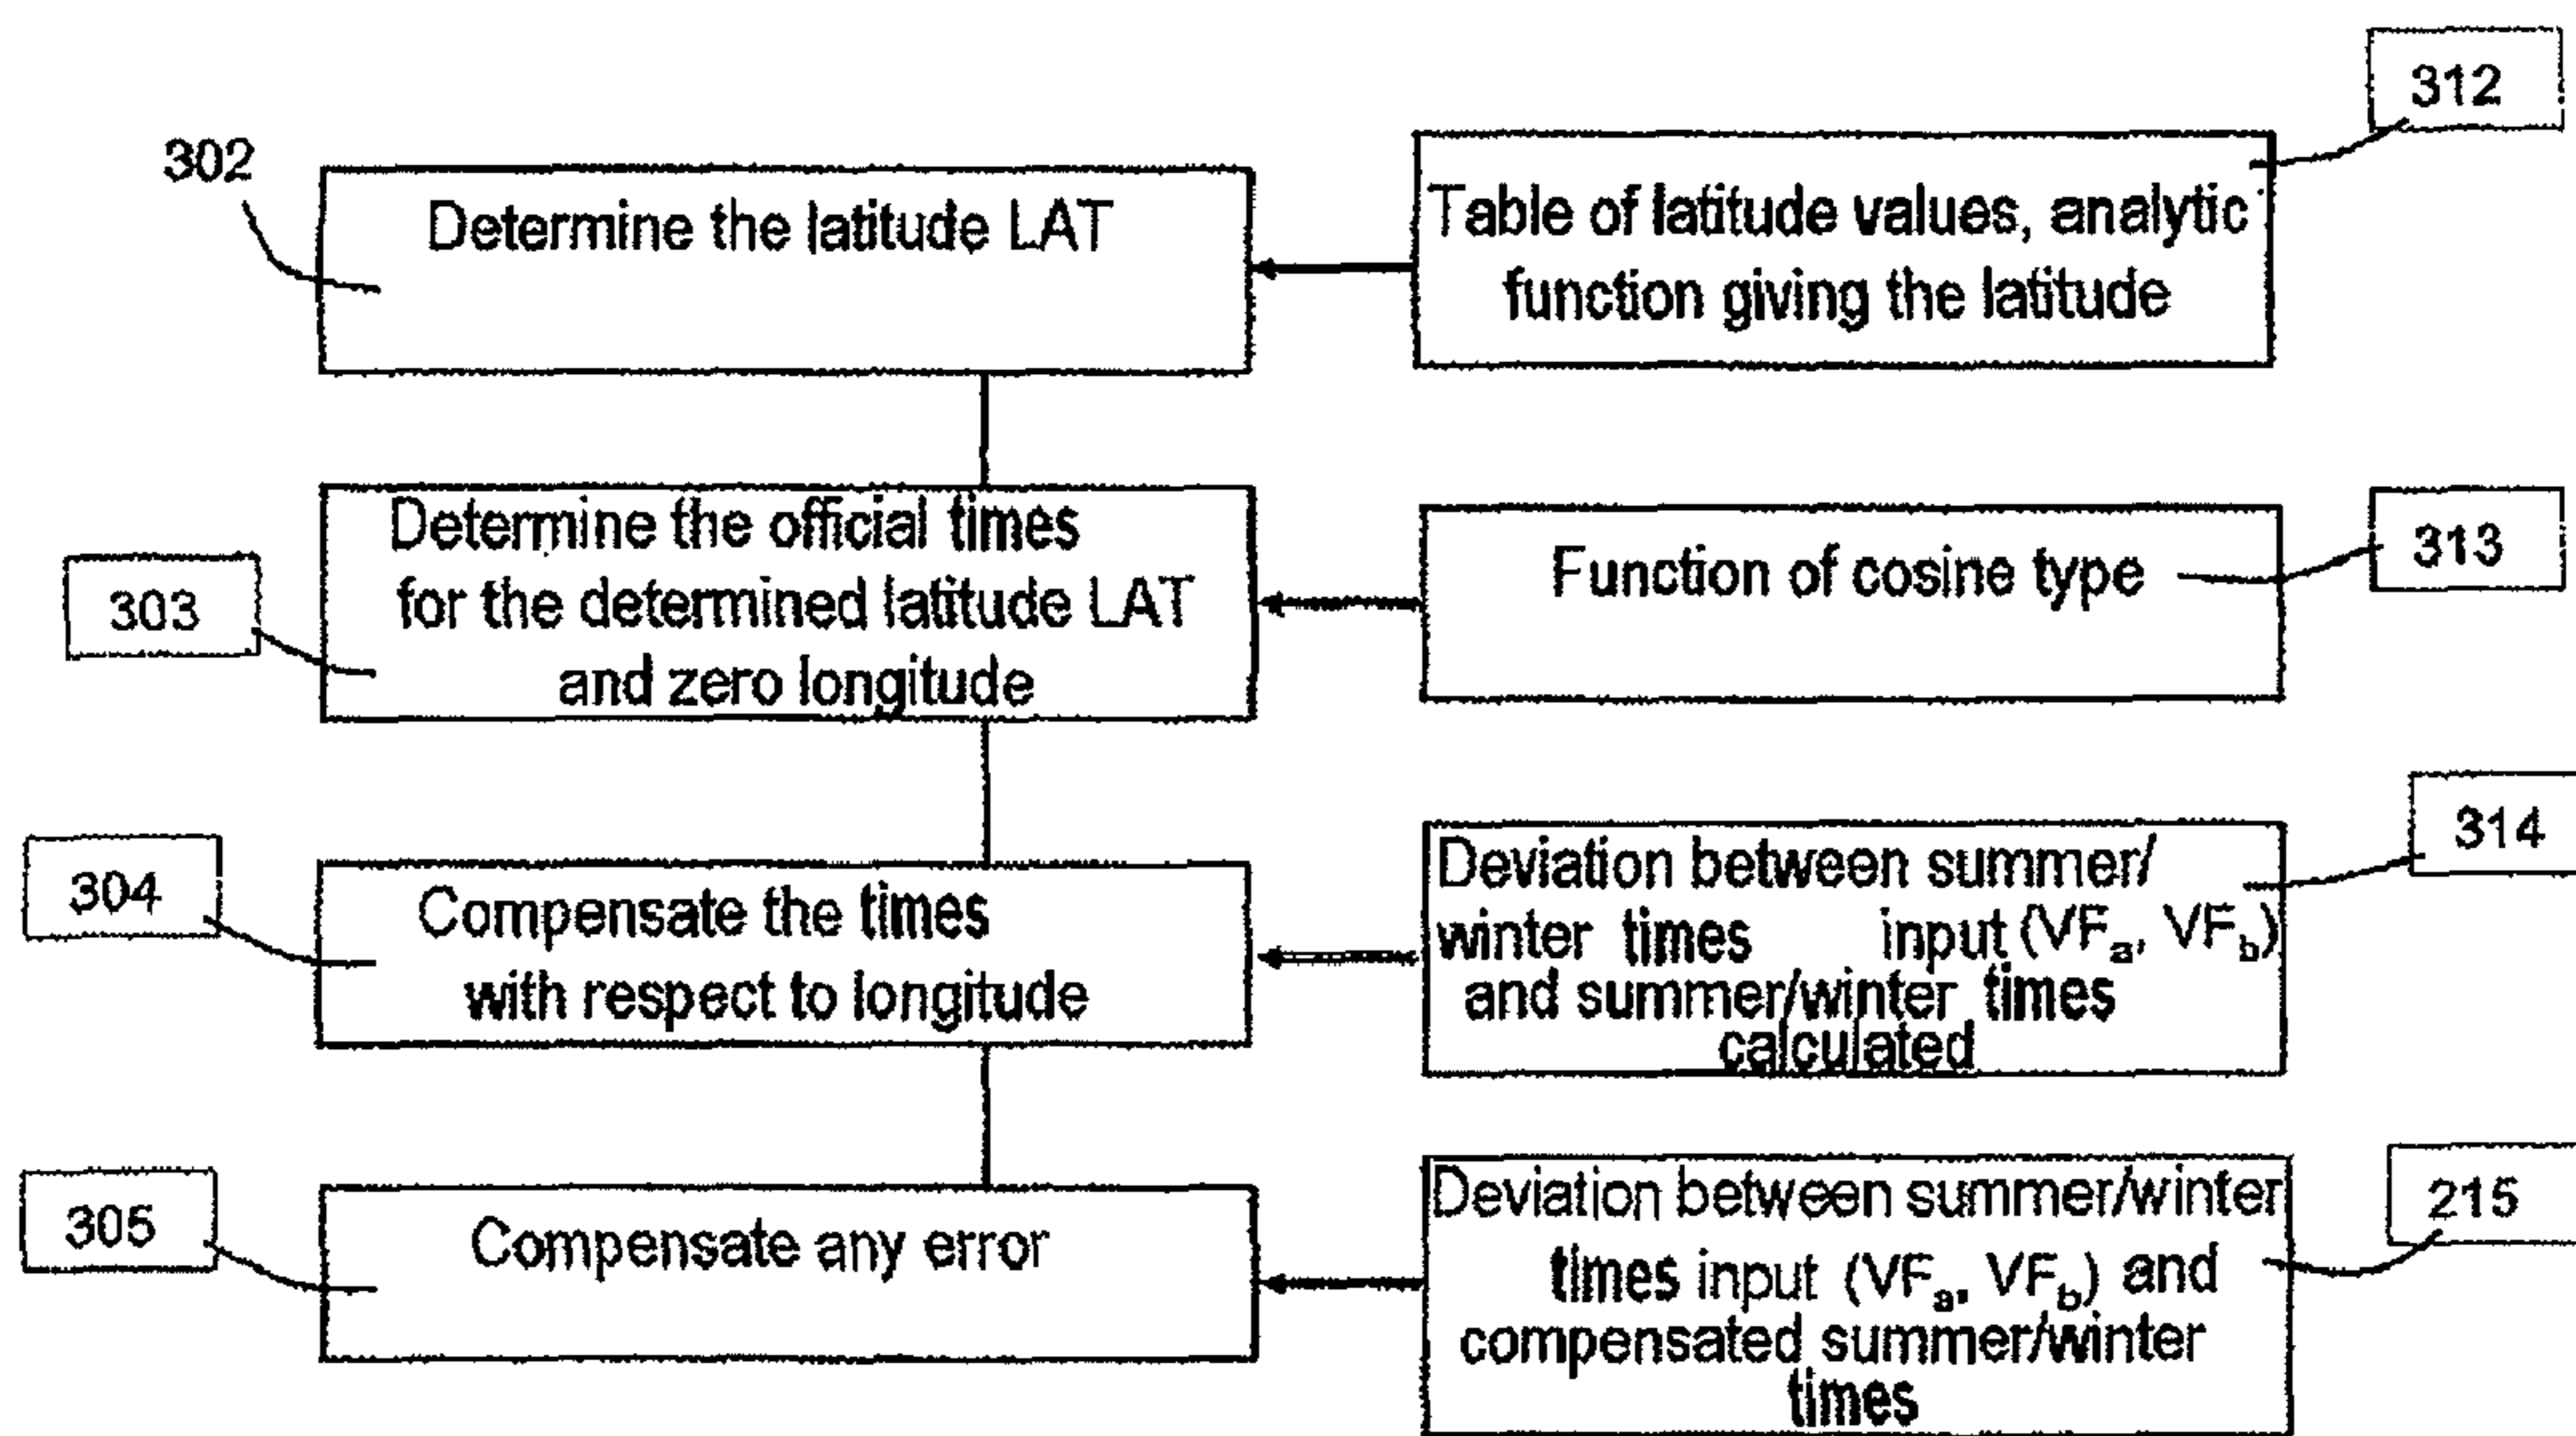 312
302
Determine the latitude LAT
Table of latitude values, analytic
function giving the latitude
303
Determine the official times
for the determined latitude LAT
and zero longitude
Function of cosine type
313
304
Compensate the times
with respect to longitude
Deviation between summer/
winter times input (VFa, VFb)
and summer/winter times
calculated
314
305
Compensate any error
Deviation between summer/winter
times input (VFa, VFb) and
compensated summer/winter
times
215